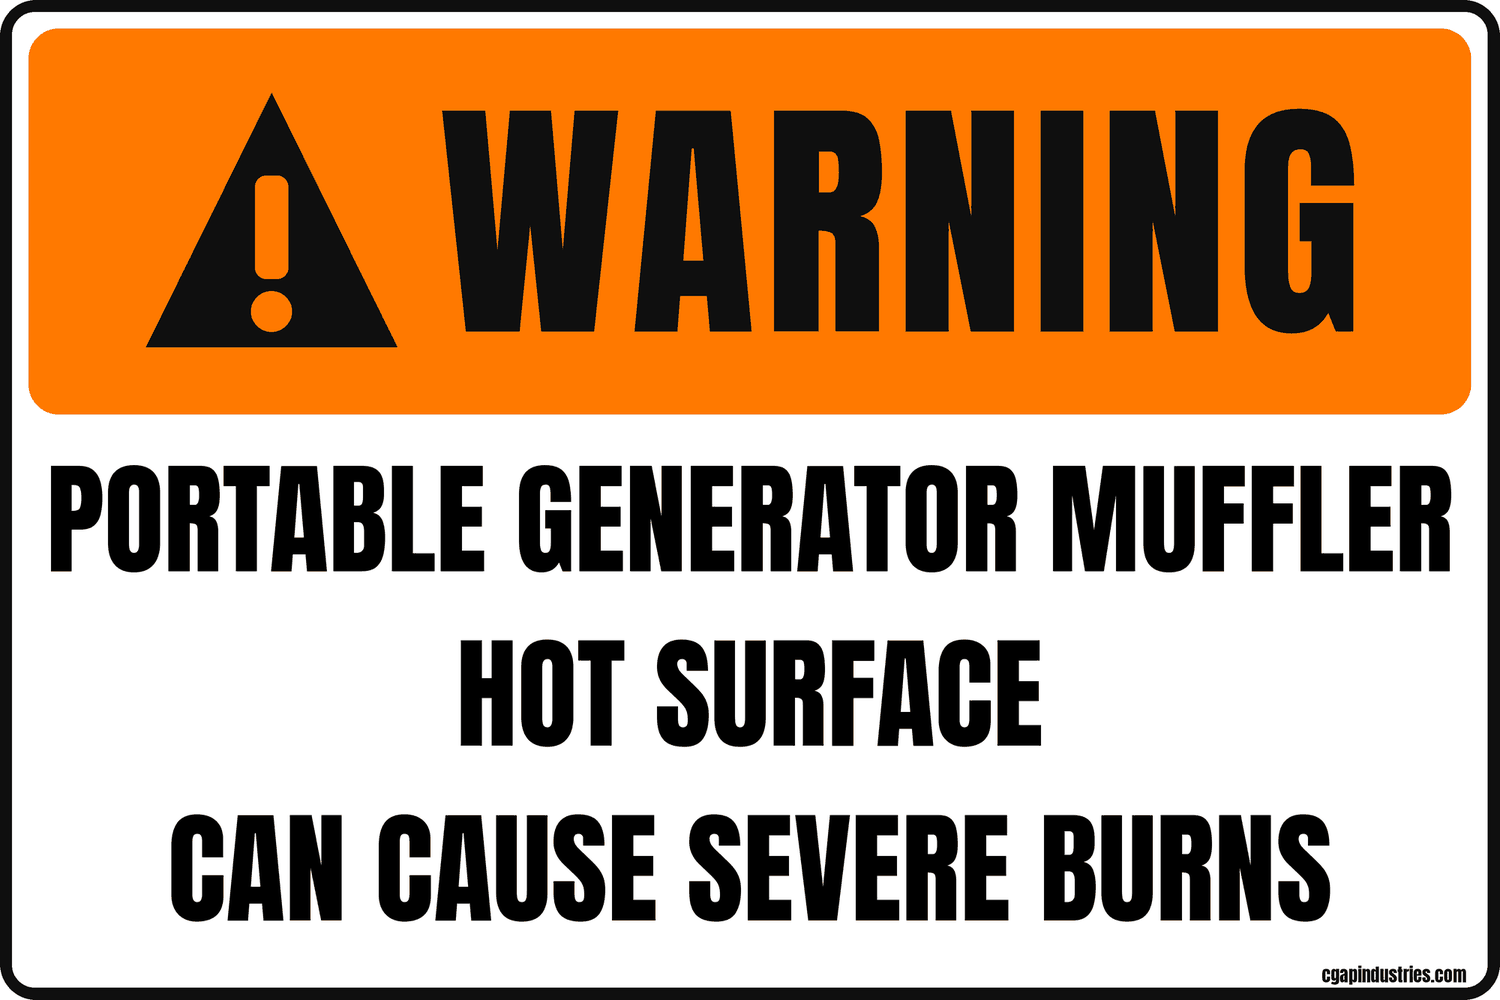 WARNING
PORTABLE GENERATOR MUFFLER
HOT SURFACE
CAN CAUSE SEVERE BURNS
cgapindustries.com